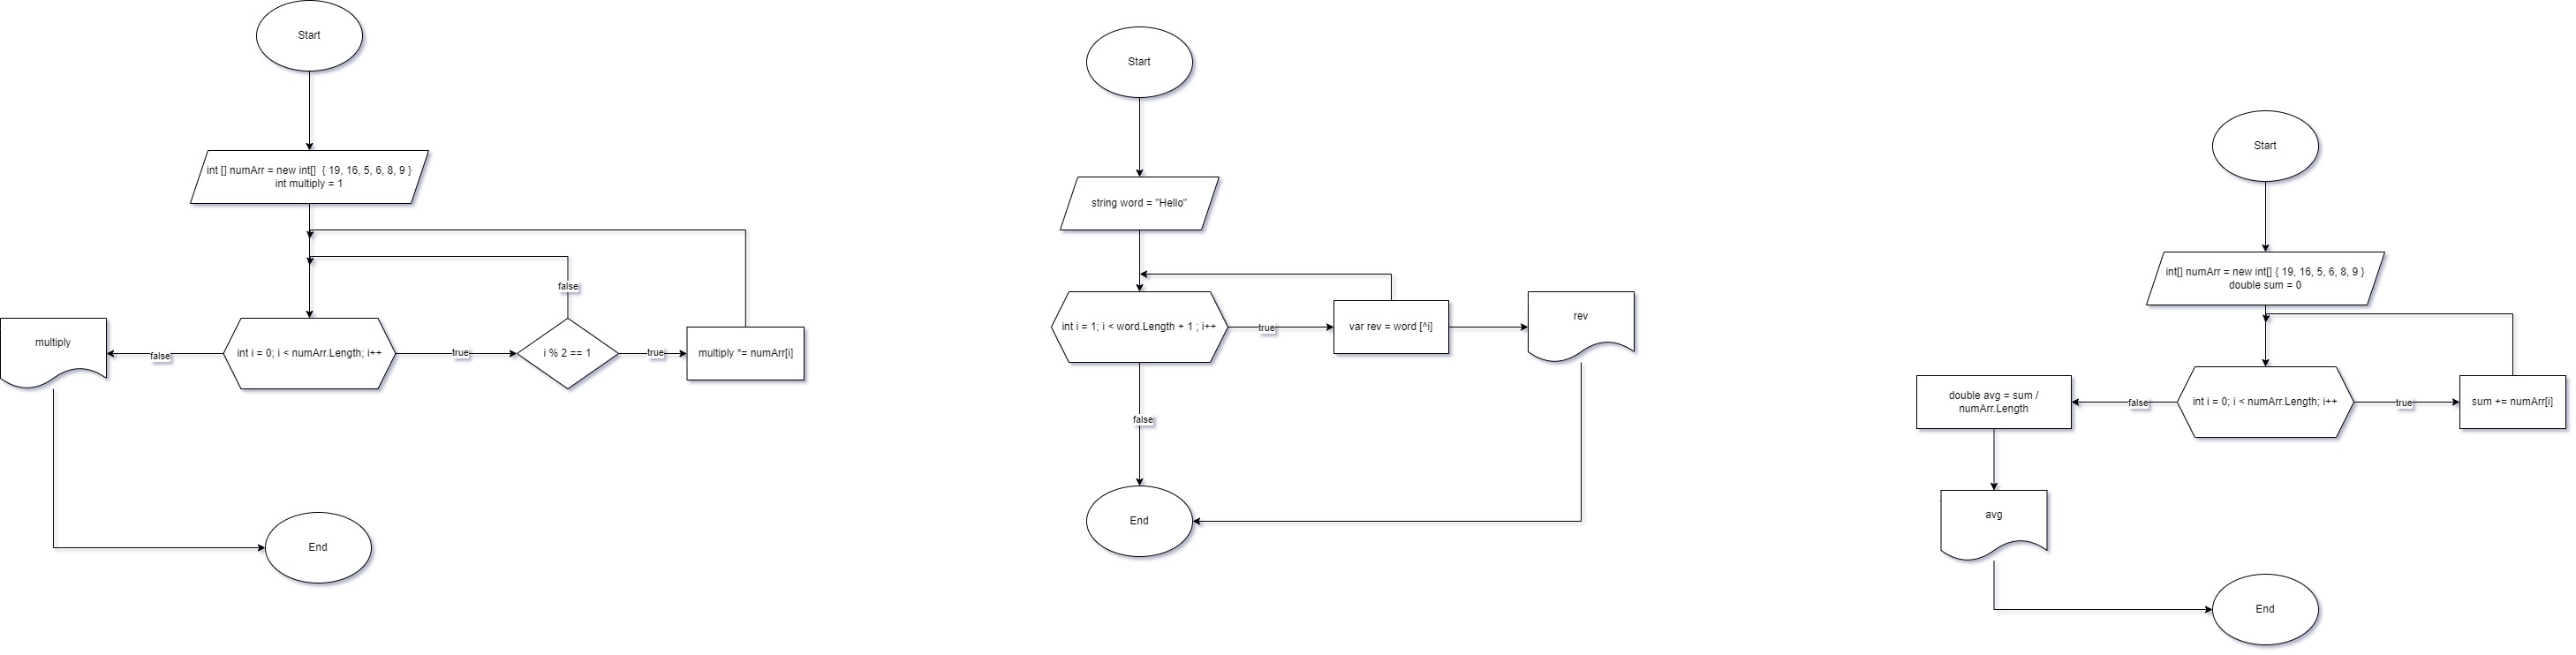 Start
int [] numArr = new int[]  { 19, 16, 5, 6, 8, 9 }
int multiply = 1
false
multiply
false
int i = 0; i < numArr.Length; i++
true
i % 2 == 1
true
multiply *= numArr[i]
End
Start
string word = "Hello"
int i = 1; i < word.Length + 1 ; i++
true
var rev = word [^i]
rev
false
End
Start
int[] numArr = new int[] { 19, 16, 5, 6, 8, 9 }
double sum = 0
double avg = sum /
numArr.Length
false
int i = 0; i < numArr.Length; i++
true
sum += numArr[i]
avg
End